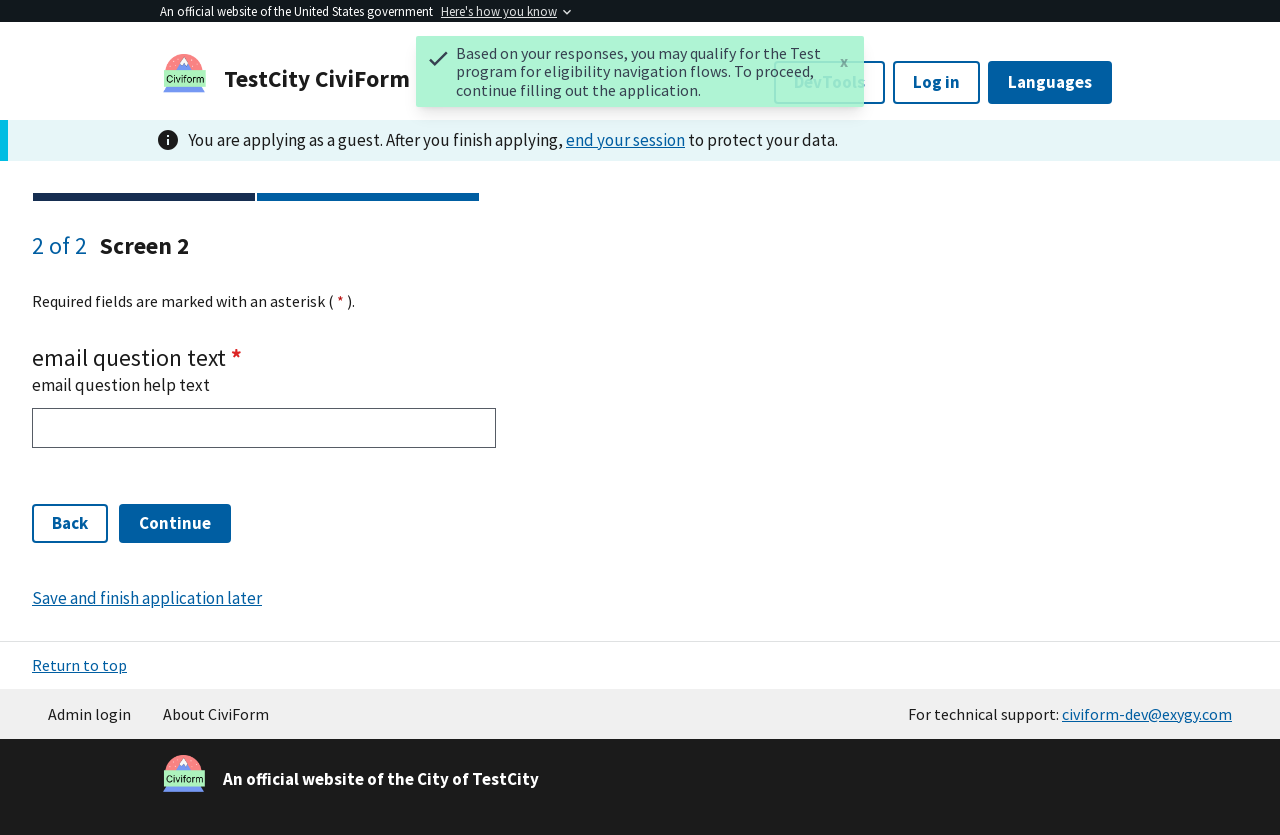 An official website of the United States government Here's how you know
Civiform
TestCity CiviForm
Based on your responses, you may qualify for the Test program for eligibility navigation flows. To proceed, continue filling out the application.
x
DevTools
Log in
Languages
You are applying as a guest. After you finish applying, end your session to protect your data.
2 of 2 Screen 2
Required fields are marked with an asterisk ( * ).
email question text *
email question help text
Back
Continue
Save and finish application later
Return to top
Admin login
About CiviForm
For technical support: civiform-dev@exygy.com
Civiform
An official website of the City of TestCity